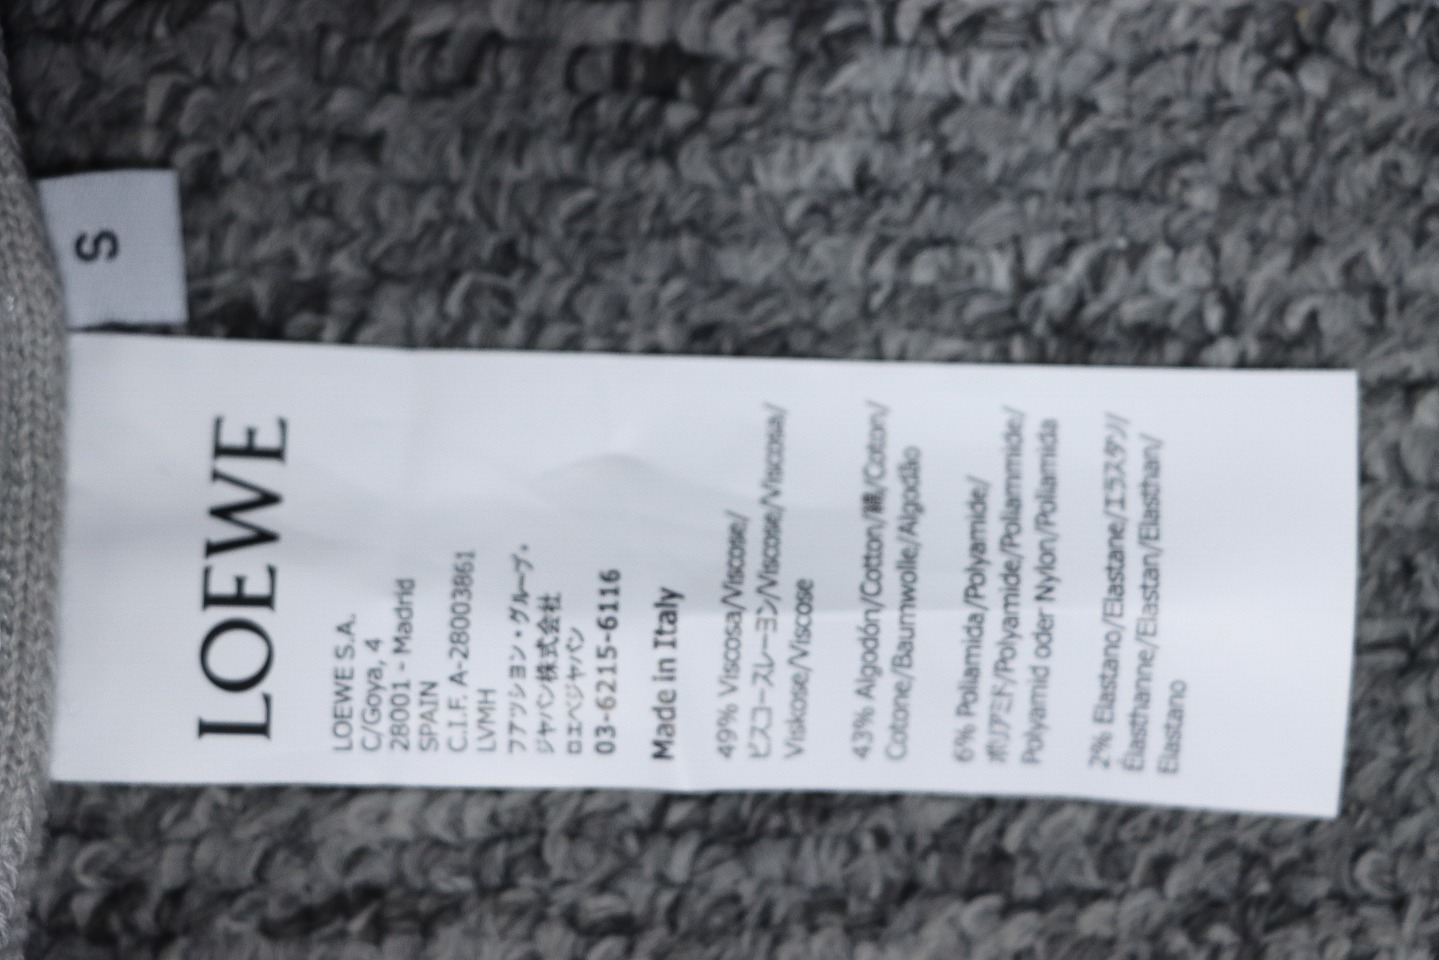 S
LOEWE
LOEWE S.A.
C/Goya, 4
28001 - Madrid
SPAIN
C.I.F. A-28003861
LVMH
フアッション・グループ。
ジャパン株式会社
ロエベジャパン
03-6215-6116
Made in Italy
49% Viscosa/Viscose/
ビスコースレーヨン/Viscose/Viscosa/
Viskose/Viscose
43% Algodón/Cotton/綿/Coton/
Cotone/Baumwolle/Algodão
6% Poliamida/Polyamide/
ポリアミド/Polyamide/Poliammide/
Polyamid oder Nylon/Poliamida
2% Elastano/Elastane/エラスタン/
Élasthanne/Elastan/Elasthan/
Elastano